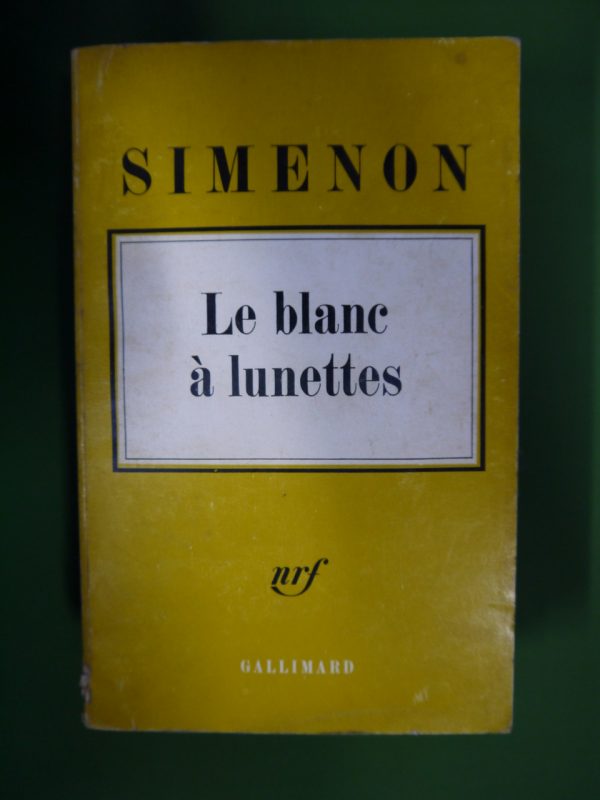 SIMENON
Le blanc
à lunettes
nrf
GALLIMARD